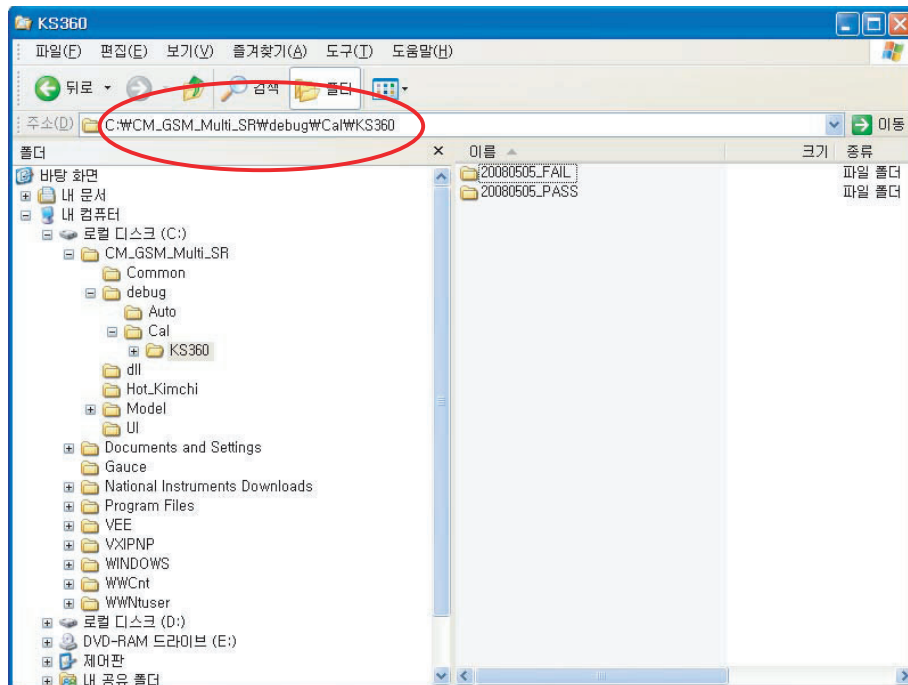 KS360
파일(F) 편집(E) 보기(V) 즐겨찾기(A) 도구(T) 도움말(H)
뒤로 검색 폴더
주소(D) C:₩CM_GSM_Multi_SR₩debug₩Cal₩KS360 이동
폴더 × 이름 크기 종류
바탕 화면
20080505_FAIL 파일 폴더
내 문서
20080505_PASS 파일 폴더
내 컴퓨터
로컬 디스크 (C:)
CM_GSM_Multi_SR
Common
debug
Auto
Cal
KS360
dll
Hot_Kimchi
Model
UI
Documents and Settings
Gauce
National Instruments Downloads
Program Files
VEE
VXIPNP
WINDOWS
WWCnt
WWNtuser
로컬 디스크 (D:)
DVD-RAM 드라이브 (E:)
제어판
내 공유 폴더